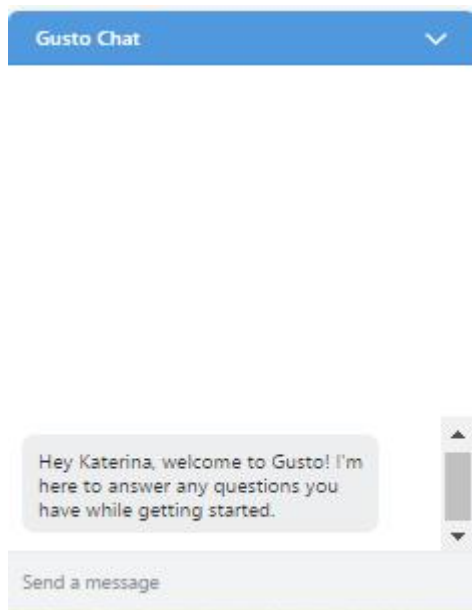 Gusto Chat
Hey Katerina, welcome to Gusto! I'm
here to answer any questions you
have while getting started.
Send a message